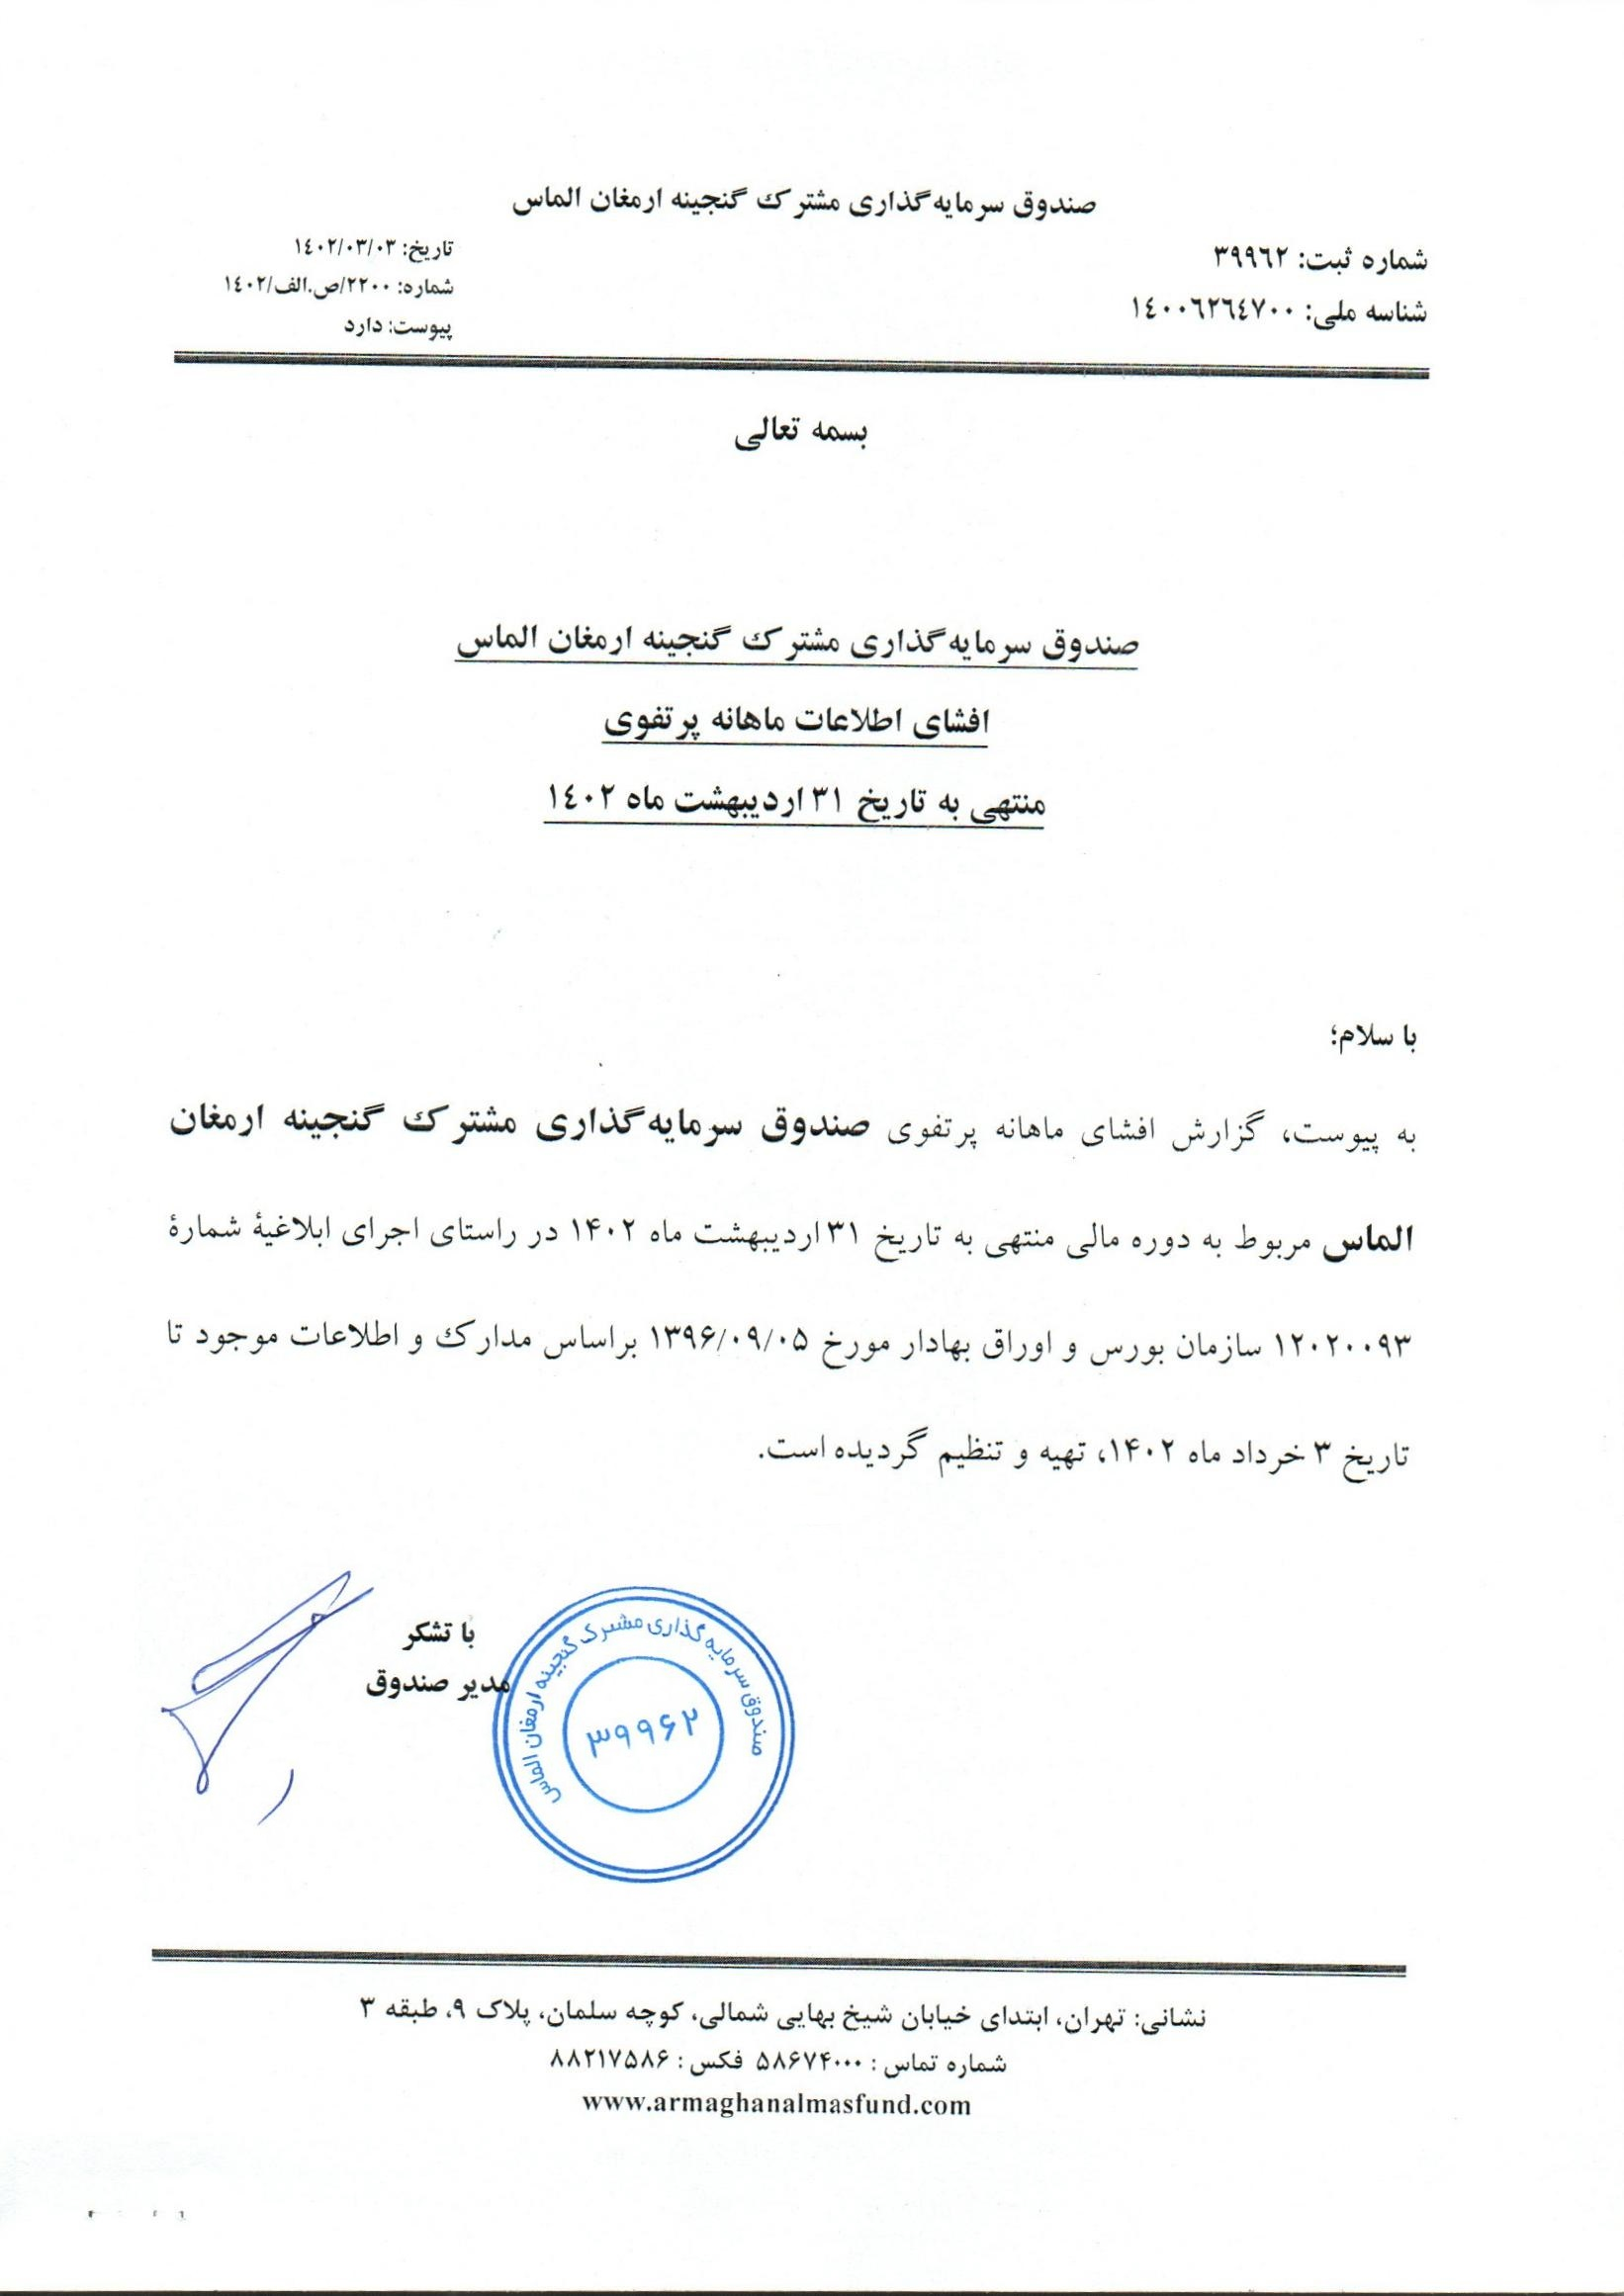 صندوق سرمایه‌گذاری مشترک گنجینه ارمغان الماس
شماره ثبت: ۳۹۹٦۲
شناسه ملی: ۱٤۰۰٦۲٦٤۷۰۰
تاریخ: ۱٤۰۲/۰۳/۰۳
شماره: ۲۲۰۰/ص.الف/۱٤۰۲
پیوست: دارد
بسمه تعالی
صندوق سرمایه‌گذاری مشترک گنجینه ارمغان الماس
افشای اطلاعات ماهانه پرتفوی
منتهی به تاریخ ۳۱ اردیبهشت ماه ۱٤۰۲
با سلام؛
به پیوست، گزارش افشای ماهانه پرتفوی صندوق سرمایه‌گذاری مشترک گنجینه ارمغان
الماس مربوط به دوره مالی منتهی به تاریخ ۳۱ اردیبهشت ماه ۱۴۰۲ در راستای اجرای ابلاغیهٔ شمارهٔ
۱۲۰۲۰۰۹۳ سازمان بورس و اوراق بهادار مورخ ۱۳۹۶/۰۹/۰۵ براساس مدارک و اطلاعات موجود تا
تاریخ ۳ خرداد ماه ۱۴۰۲، تهیه و تنظیم گردیده است.
با تشکر
مدیر صندوق
صندوق سرمایه گذاری مشترک گنجینه ارمغان الماس
۳۹۹۶۲
نشانی: تهران، ابتدای خیابان شیخ بهایی شمالی، کوچه سلمان، پلاک ۹، طبقه ۳
شماره تماس : ۵۸۶۷۴۰۰۰ فکس : ۸۸۲۱۷۵۸۶
www.armaghanalmasfund.com